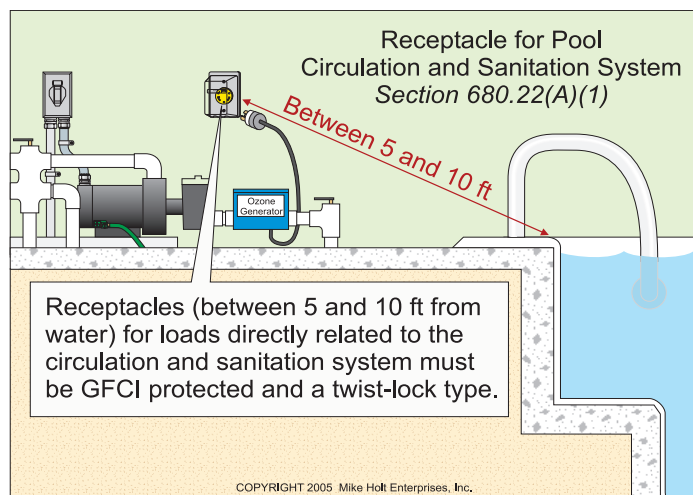 Receptacle for Pool
Circulation and Sanitation System
Section 680.22(A)(1)
Between 5 and 10 ft
Ozone
Generator
Receptacles (between 5 and 10 ft from
water) for loads directly related to the
circulation and sanitation system must
be GFCI protected and a twist-lock type.
COPYRIGHT 2005 Mike Holt Enterprises, Inc.